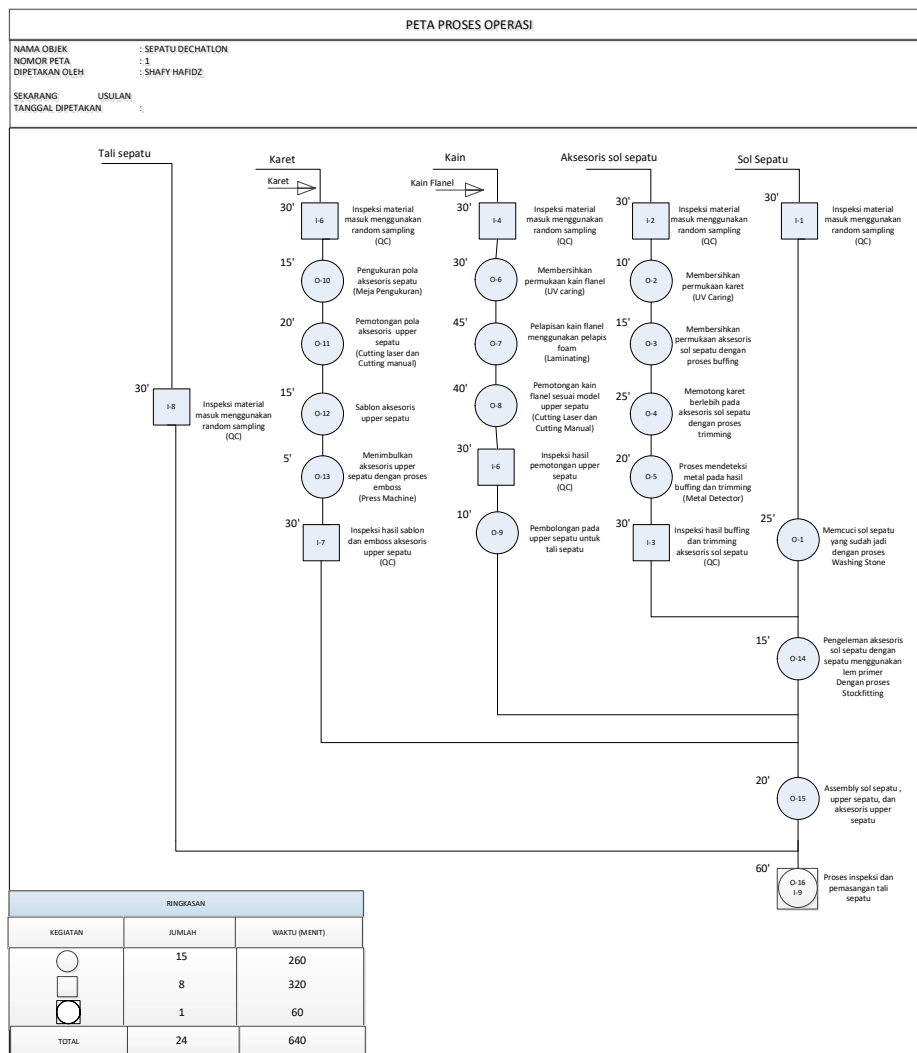 PETA PROSES OPERASI
NAMA OBJEK : SEPATU DECHATLON
NOMOR PETA : 1
DIPETAKAN OLEH : SHAFY HAFIDZ
SEKARANG USULAN
TANGGAL DIPETAKAN :
Tali sepatu
30'
I-8
Inspeksi material
masuk menggunakan
random sampling
(QC)
Karet
Karet
30'
I-6
Inspeksi material
masuk menggunakan
random sampling
(QC)
15'
O-10
Pengukuran pola
aksesoris sepatu
(Meja Pengukuran)
20'
O-11
Pemotongan pola
aksesoris upper
sepatu
(Cutting laser dan
Cutting manual)
15'
O-12
Sablon aksesoris
upper sepatu
5'
O-13
Menimbulkan
aksesoris upper
sepatu dengan proses
emboss
(Press Machine)
30'
I-7
Inspeksi hasil sablon
dan emboss aksesoris
upper sepatu
(QC)
Kain
Kain Flanel
30'
I-4
Inspeksi material
masuk menggunakan
random sampling
(QC)
30'
O-6
Membersihkan
permukaan kain flanel
(UV caring)
45'
O-7
Pelapisan kain flanel
menggunakan pelapis
foam
(Laminating)
40'
O-8
Pemotongan kain
flanel sesuai model
upper sepatu
(Cutting Laser dan
Cutting Manual)
30'
I-6
Inspeksi hasil
pemotongan upper
sepatu
(QC)
10'
O-9
Pembolongan pada
upper sepatu untuk
tali sepatu
Aksesoris sol sepatu
30'
I-2
Inspeksi material
masuk menggunakan
random sampling
(QC)
10'
O-2
Membersihkan
permukaan karet
(UV Caring)
15'
O-3
Membersihkan
permukaan aksesoris
sol sepatu dengan
proses buffing
25'
O-4
Memotong karet
berlebih pada
aksesoris sol sepatu
dengan proses
trimming
20'
O-5
Proses mendeteksi
metal pada hasil
buffing dan trimming
(Metal Detector)
30'
I-3
Inspeksi hasil buffing
dan trimming
aksesoris sol sepatu
(QC)
Sol Sepatu
30'
I-1
Inspeksi material
masuk menggunakan
random sampling
(QC)
25'
O-1
Memcuci sol sepatu
yang sudah jadi
dengan proses
Washing Stone
15'
O-14
Pengeleman aksesoris
sol sepatu dengan
sepatu menggunakan
lem primer
Dengan proses
Stockfitting
20'
O-15
Assembly sol sepatu ,
upper sepatu, dan
aksesoris upper
sepatu
60'
O-16
I-9
Proses inspeksi dan
pemasangan tali
sepatu
RINGKASAN
KEGIATAN JUMLAH WAKTU (MENIT)
15 260
8 320
1 60
TOTAL 24 640